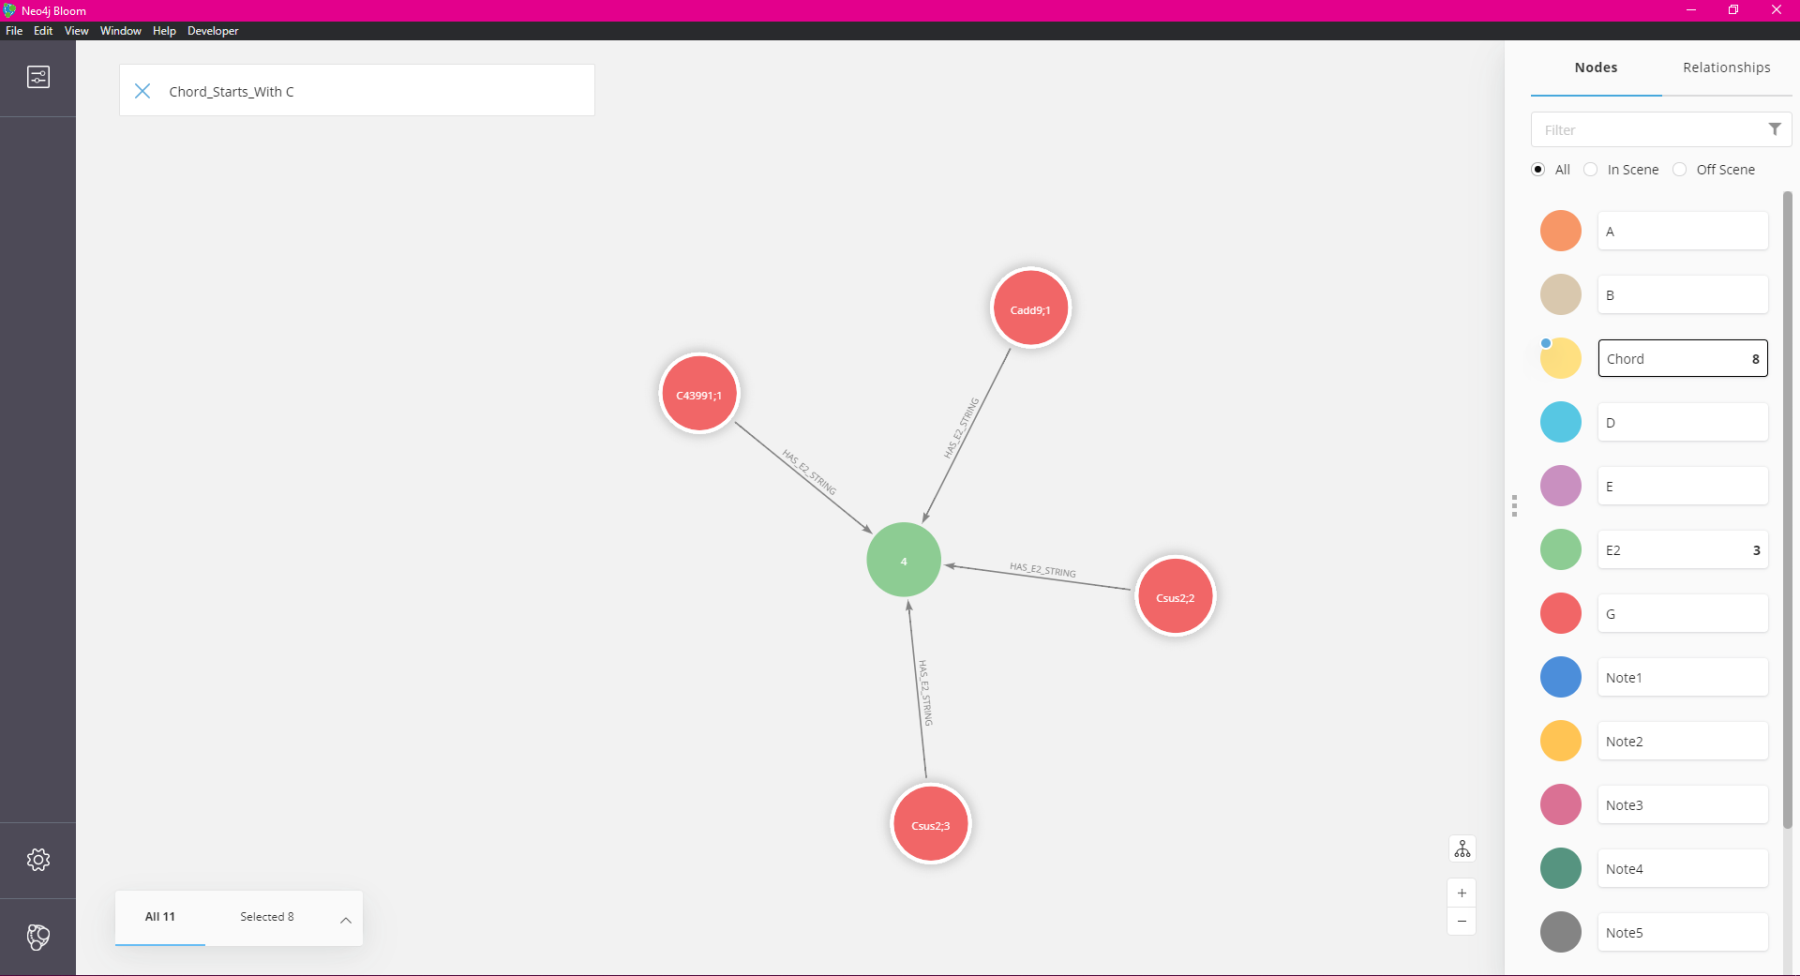 Neo4j Bloom
File Edit View Window Help Developer
Chord_Starts_With C
Nodes Relationships
Filter
All In Scene Off Scene
A
B
Chord 8
D
E
E2 3
G
Note1
Note2
Note3
Note4
Note5
Cadd9;1
C43991;1
HAS_E2_STRING
HAS_E2_STRING
4
HAS_E2_STRING
Csus2;2
HAS_E2_STRING
Csus2;3
All 11 Selected 8